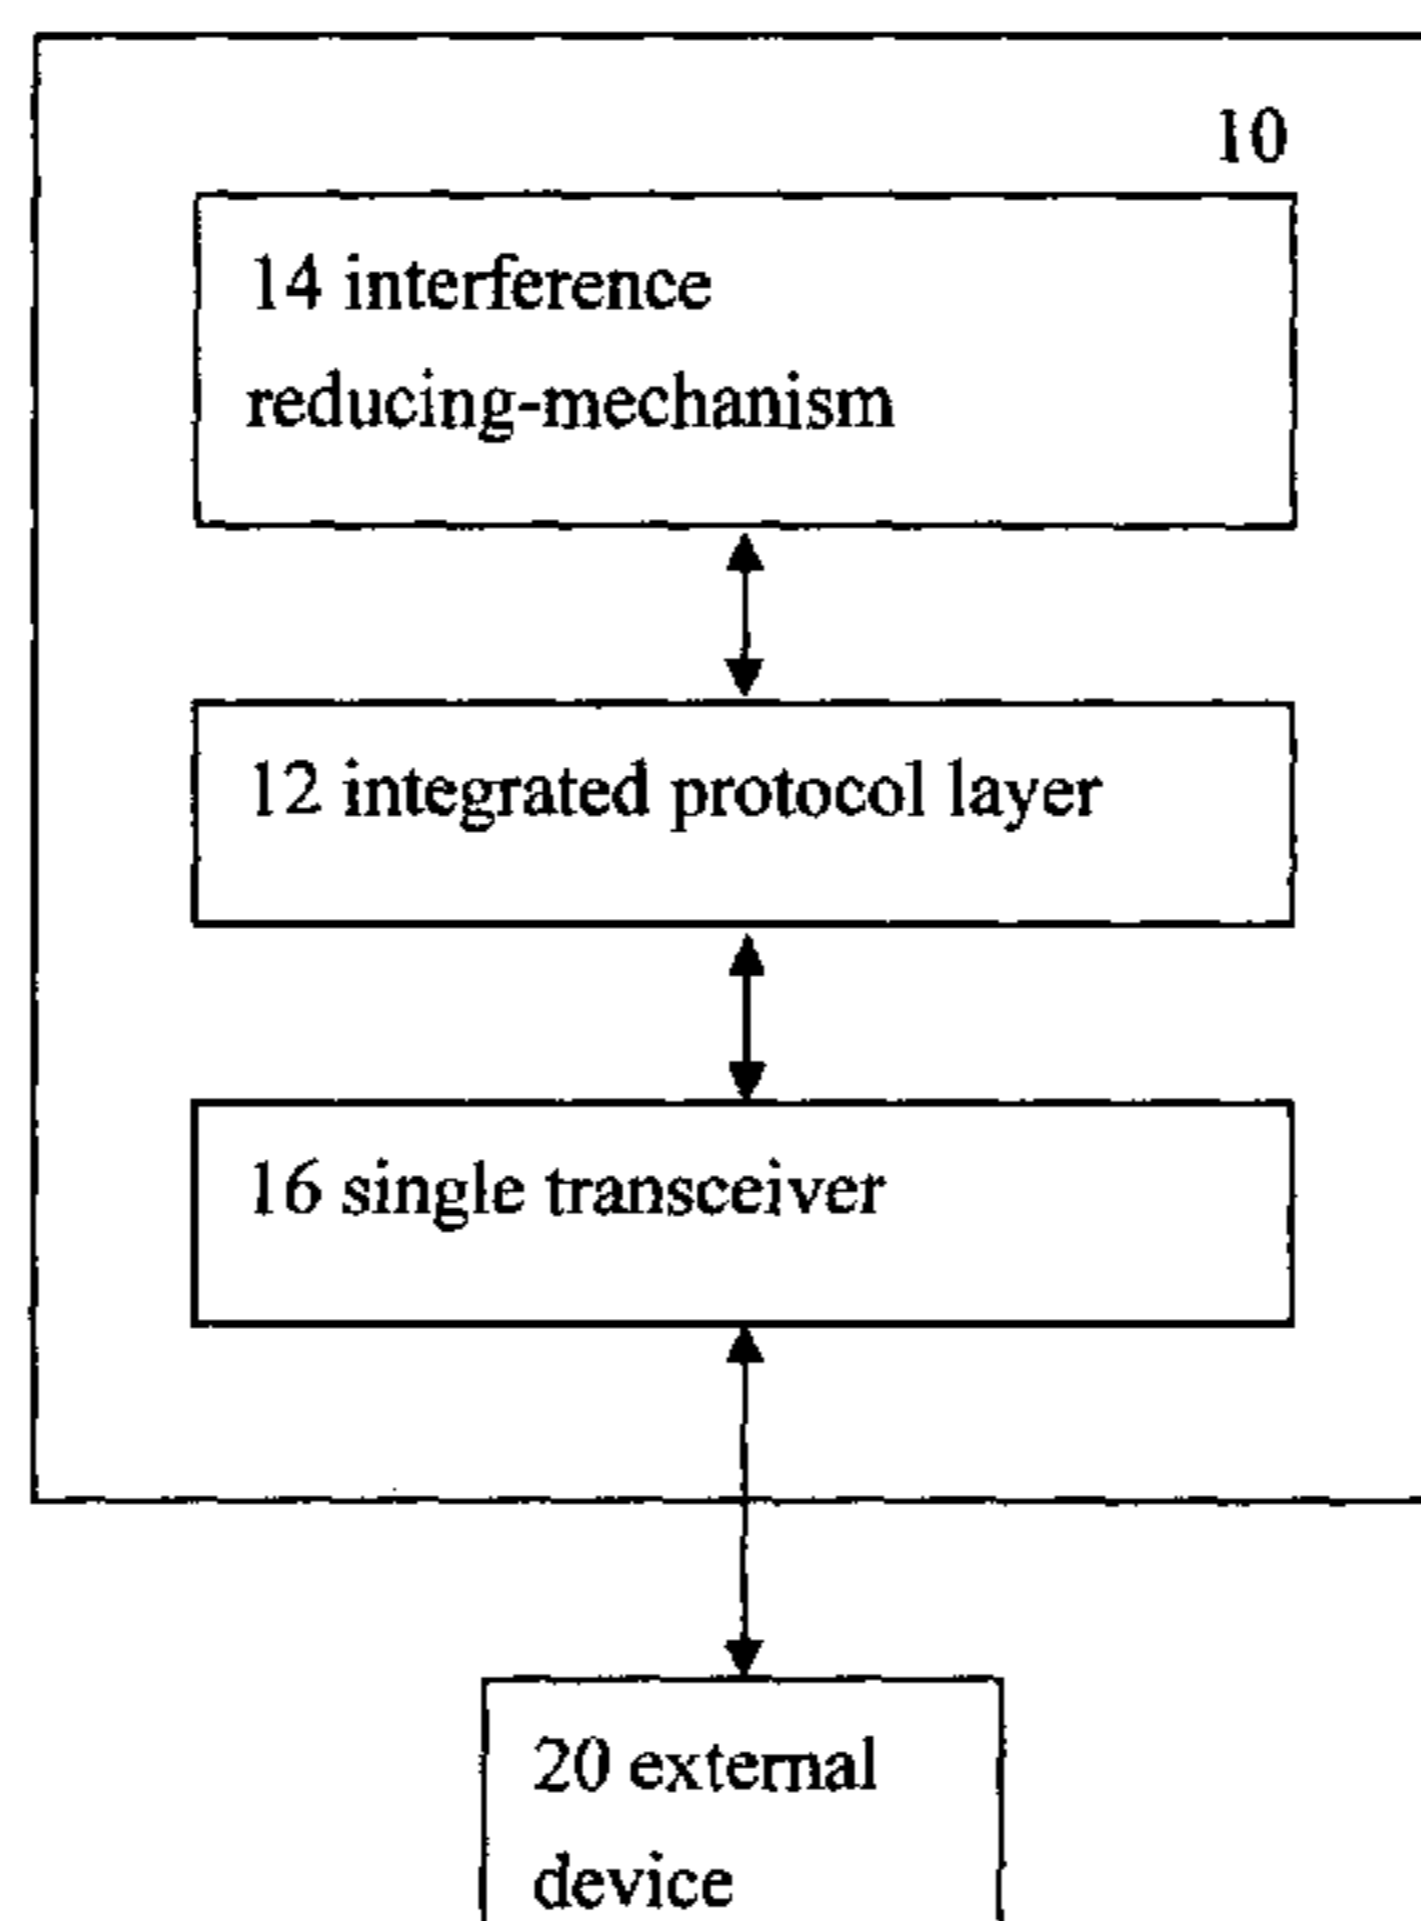 10
14 interference
reducing-mechanism
12 integrated protocol layer
16 single transceiver
20 external
device